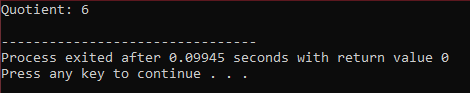 Quotient: 6
--------------------------------
Process exited after 0.09945 seconds with return value 0
Press any key to continue . . .